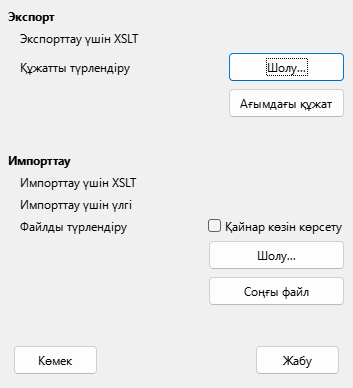 Экспорт
Экспорттау үшін XSLT
Құжатты түрлендіру
Шолу...
Ағымдағы құжат
Импорттау
Импорттау үшін XSLT
Импорттау үшін үлгі
Файлды түрлендіру
Қайнар көзін көрсету
Шолу...
Соңғы файл
Көмек
Жабу